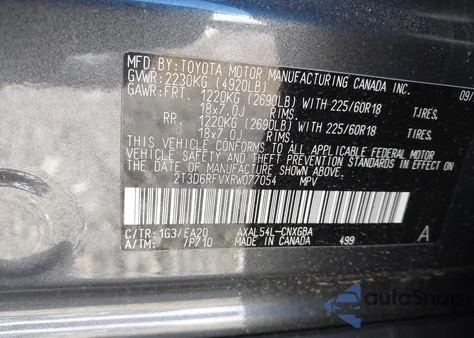 MFD.BY:TOYOTA MOTOR MANUFACTURING CANADA INC. 09/
GVWR: 2230KG (4920LB)
GAWR:FRT. 1220KG (2690LB) WITH 225/60R18 TIRES.
18x7.0J RIMS.
RR. 1220KG (2690LB) WITH 225/60R18 TIRES.
18x7.0J RIMS.
THIS VEHICLE CONFORMS TO ALL APPLICABLE FEDERAL MOTOR
VEHICLE SAFETY AND THEFT PREVENTION STANDARDS IN EFFECT
ON THE DATE OF MANUFACTURE SHOWN ABOVE.
2T3D6RFVXRW077054 MPV
C/TR: 1G3/EA20 AXAL54L-CNXGBA A
A/TM: /P710 MADE IN CANADA 499
autoSnap